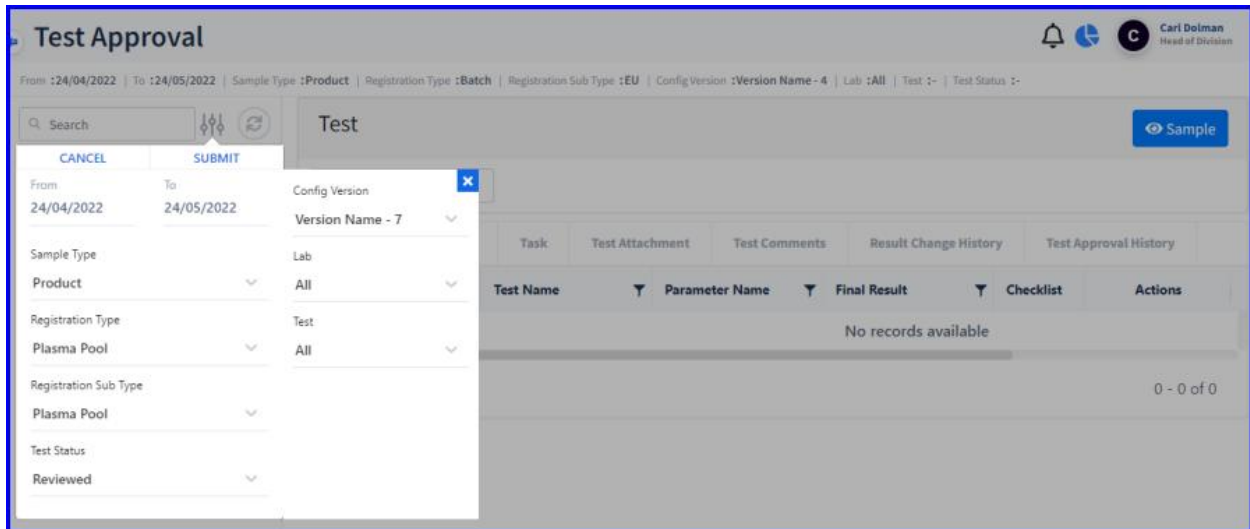 Test Approval
C
Carl Dolman
Head of Division
From :24/04/2022 | To :24/05/2022 | Sample Type :Product | Registration Type :Batch | Registration Sub Type :EU | Config Version :Version Name - 4 | Lab :All | Test :- | Test Status :-
Search
Test
Sample
CANCEL SUBMIT
From To
24/04/2022 24/05/2022
Sample Type
Product
Registration Type
Plasma Pool
Registration Sub Type
Plasma Pool
Test Status
Reviewed
Config Version
Version Name - 7
Lab
All
Test
All
Task Test Attachment Test Comments Result Change History Test Approval History
Test Name Parameter Name Final Result Checklist Actions
No records available
0 - 0 of 0